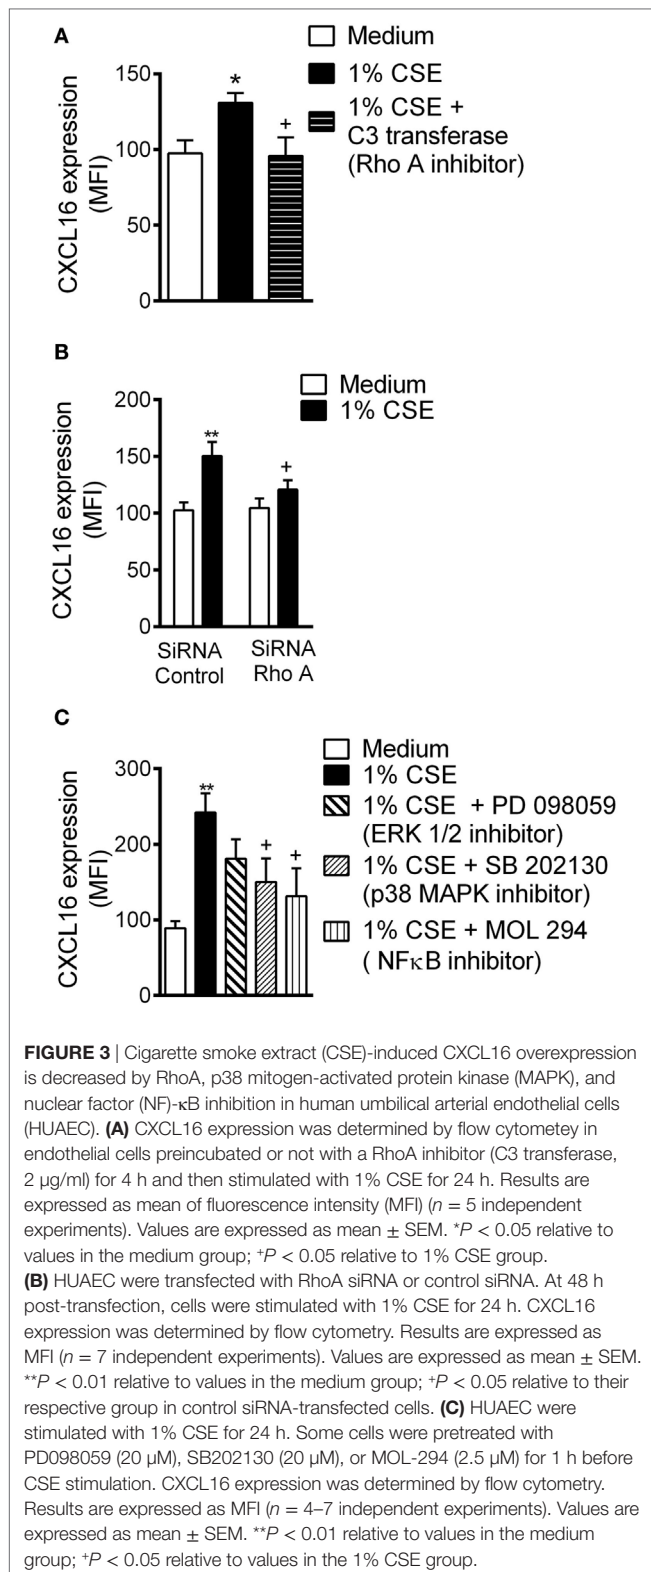 A
Medium
1% CSE
1% CSE +
C3 transferase
(Rho A inhibitor)
CXCL16 expression
(MFI)
150
100
50
0
*
+
B
Medium
1% CSE
CXCL16 expression
(MFI)
200
150
100
50
0
**
+
SiRNA
Control
SiRNA
Rho A
C
Medium
1% CSE
1% CSE + PD 098059
(ERK 1/2 inhibitor)
1% CSE + SB 202130
(p38 MAPK inhibitor)
1% CSE + MOL 294
( NFκB inhibitor)
CXCL16 expression
(MFI)
300
200
100
0
**
+
+
FIGURE 3 | Cigarette smoke extract (CSE)-induced CXCL16 overexpression
is decreased by RhoA, p38 mitogen-activated protein kinase (MAPK), and
nuclear factor (NF)-κB inhibition in human umbilical arterial endothelial cells
(HUAEC). (A) CXCL16 expression was determined by flow cytometey in
endothelial cells preincubated or not with a RhoA inhibitor (C3 transferase,
2 µg/ml) for 4 h and then stimulated with 1% CSE for 24 h. Results are
expressed as mean of fluorescence intensity (MFI) (n = 5 independent
experiments). Values are expressed as mean ± SEM. *P < 0.05 relative to
values in the medium group; +P < 0.05 relative to 1% CSE group.
(B) HUAEC were transfected with RhoA siRNA or control siRNA. At 48 h
post-transfection, cells were stimulated with 1% CSE for 24 h. CXCL16
expression was determined by flow cytometry. Results are expressed as
MFI (n = 7 independent experiments). Values are expressed as mean ± SEM.
**P < 0.01 relative to values in the medium group; +P < 0.05 relative to their
respective group in control siRNA-transfected cells. (C) HUAEC were
stimulated with 1% CSE for 24 h. Some cells were pretreated with
PD098059 (20 µM), SB202130 (20 µM), or MOL-294 (2.5 µM) for 1 h before
CSE stimulation. CXCL16 expression was determined by flow cytometry.
Results are expressed as MFI (n = 4–7 independent experiments). Values are
expressed as mean ± SEM. **P < 0.01 relative to values in the medium
group; +P < 0.05 relative to values in the 1% CSE group.